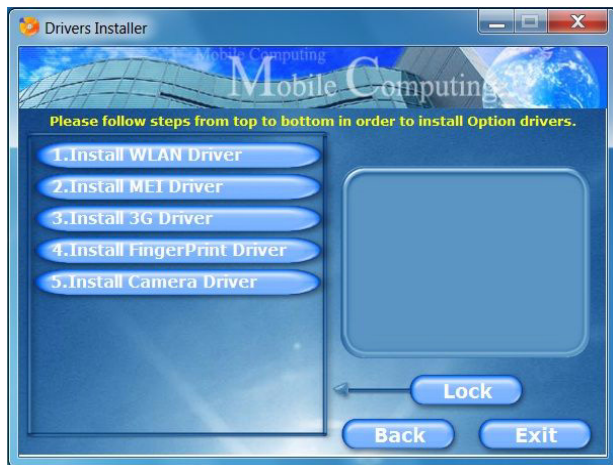 Drivers Installer
Mobile Computing
Mobile Computing
Please follow steps from top to bottom in order to install Option drivers.
1.Install WLAN Driver
2.Install MEI Driver
3.Install 3G Driver
4.Install FingerPrint Driver
5.Install Camera Driver
Lock
Back
Exit